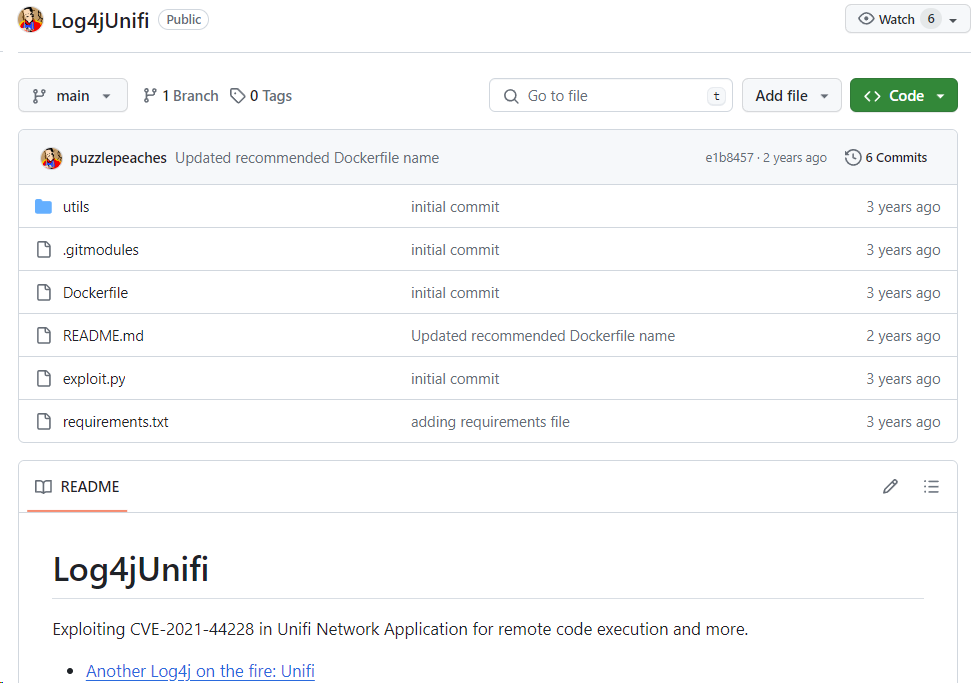 Log4jUnifi Public Watch 6
main 1 Branch 0 Tags Go to file t Add file Code
puzzlepeaches Updated recommended Dockerfile name e1b8457 · 2 years ago 6 Commits
utils initial commit 3 years ago
.gitmodules initial commit 3 years ago
Dockerfile initial commit 3 years ago
README.md Updated recommended Dockerfile name 2 years ago
exploit.py initial commit 3 years ago
requirements.txt adding requirements file 3 years ago
README
Log4jUnifi
Exploiting CVE-2021-44228 in Unifi Network Application for remote code execution and more.
• Another Log4j on the fire: Unifi